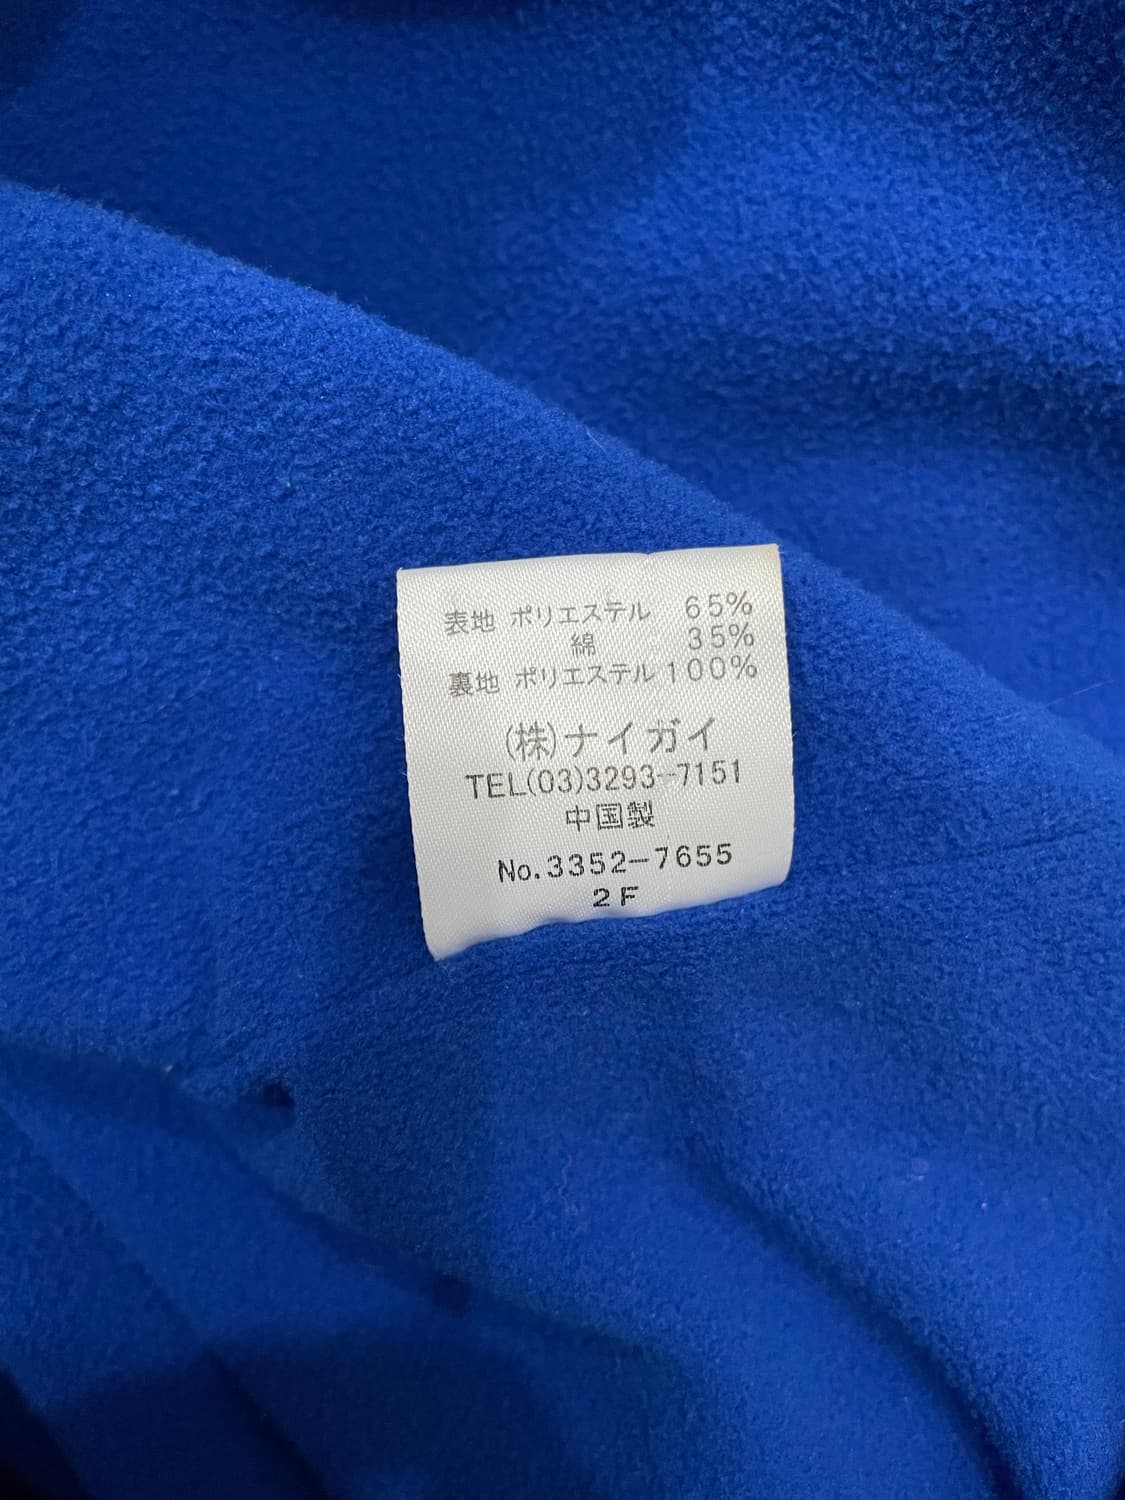 表地 ポリエステル 65%
綿 35%
裏地 ポリエステル 100%
(株)ナイガイ
TEL(03)3293-7151
中国製
No.3352-7655
2F